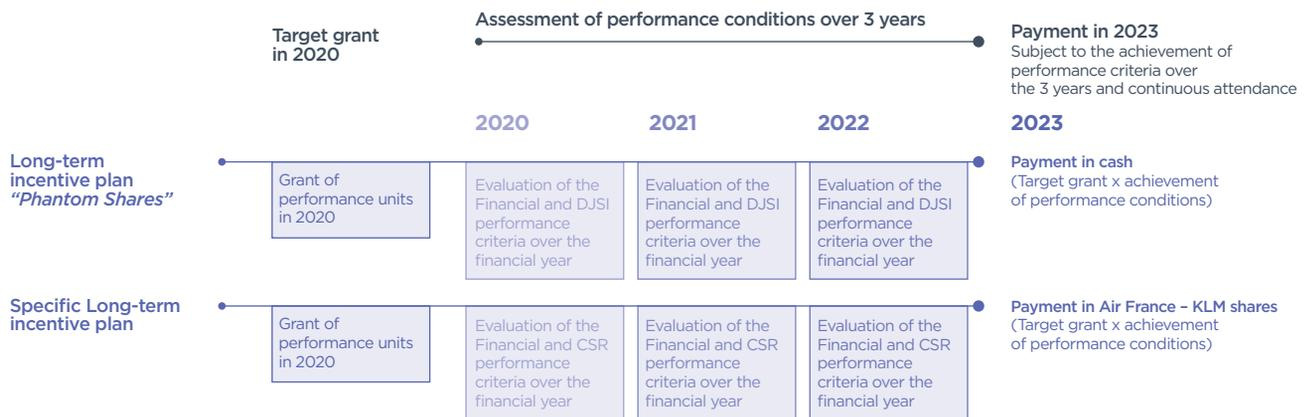 Assessment of performance conditions over 3 years
Target grant
in 2020
Payment in 2023
Subject to the achievement of
performance criteria over
the 3 years and continuous attendance
2020
2021
2022
2023
Long-term
incentive plan
“Phantom Shares”
Grant of
performance units
in 2020
Evaluation of the
Financial and DJSI
performance
criteria over the
financial year
Evaluation of the
Financial and DJSI
performance
criteria over the
financial year
Evaluation of the
Financial and DJSI
performance
criteria over the
financial year
Payment in cash
(Target grant x achievement
of performance conditions)
Specific Long-term
incentive plan
Grant of
performance units
in 2020
Evaluation of the
Financial and CSR
performance
criteria over the
financial year
Evaluation of the
Financial and CSR
performance
criteria over the
financial year
Evaluation of the
Financial and CSR
performance
criteria over the
financial year
Payment in Air France – KLM shares
(Target grant x achievement
of performance conditions)